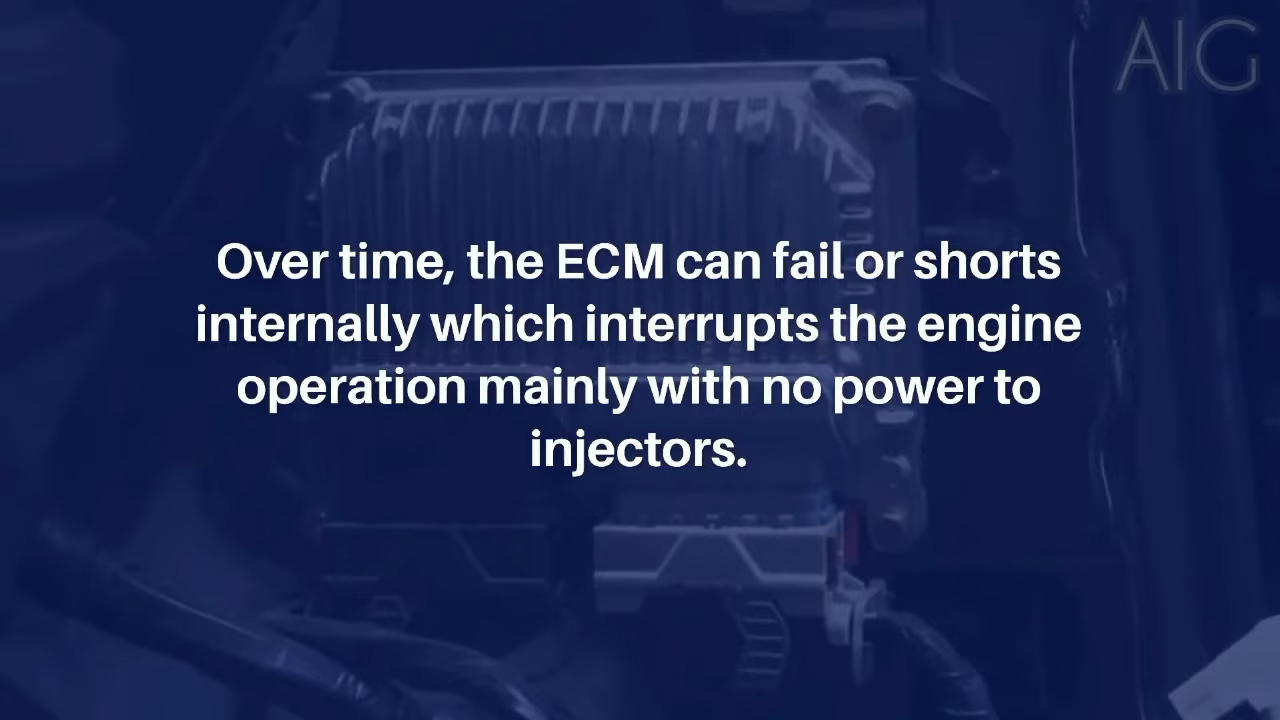 AIG
Over time, the ECM can fail or shorts
internally which interrupts the engine
operation mainly with no power to
injectors.